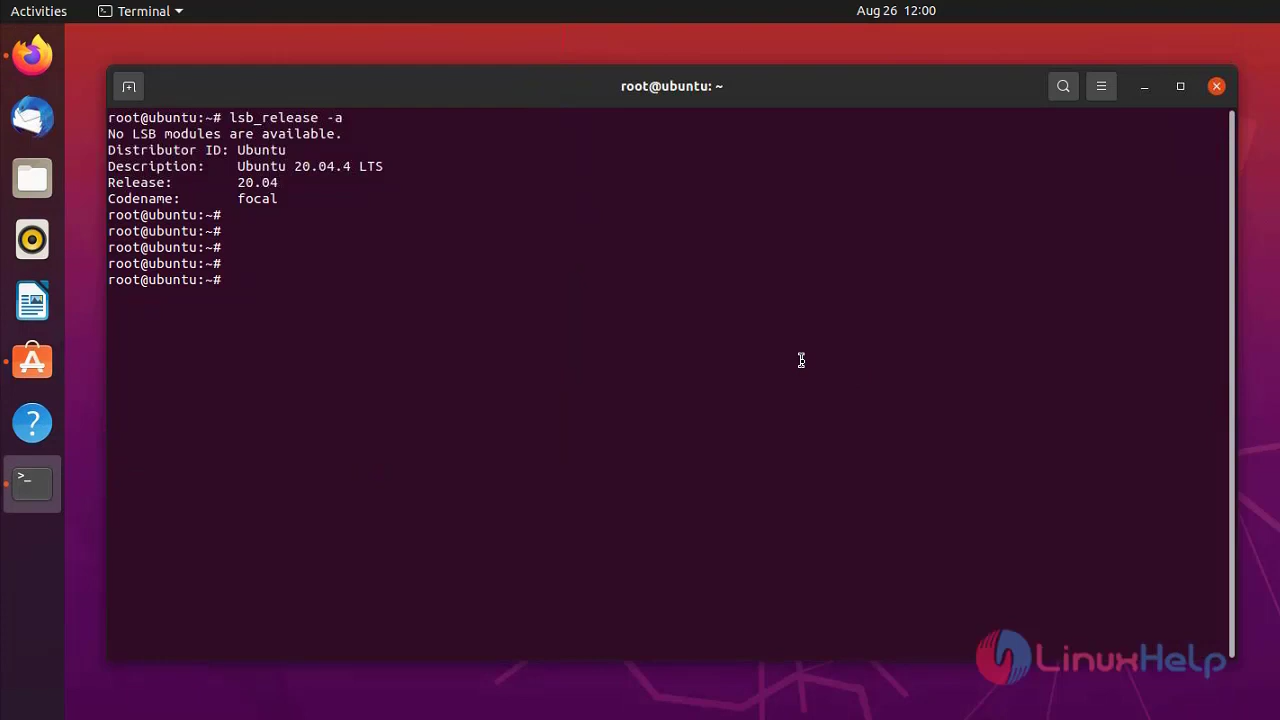 Activities
Terminal
Aug 26 12:00
root@ubuntu: ~
root@ubuntu:~# lsb_release -a
No LSB modules are available.
Distributor ID: Ubuntu
Description: Ubuntu 20.04.4 LTS
Release: 20.04
Codename: focal
root@ubuntu:~#
root@ubuntu:~#
root@ubuntu:~#
root@ubuntu:~#
root@ubuntu:~#
>_
LinuxHelp